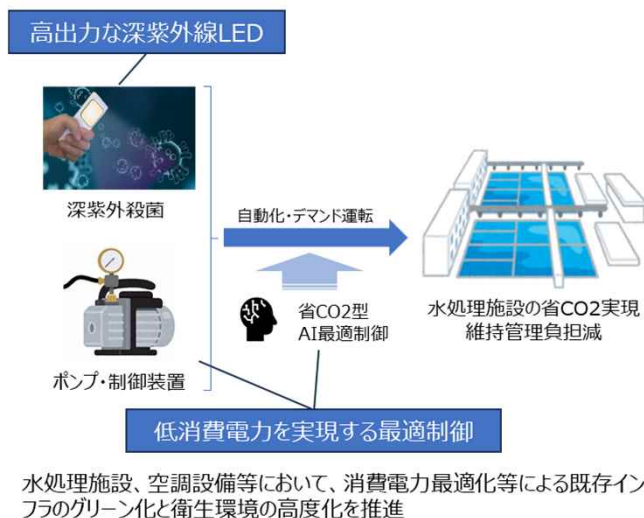 高出力な深紫外線LED
深紫外殺菌
自動化・デマンド運転
省CO2型
AI最適制御
ポンプ・制御装置
水処理施設の省CO2実現
維持管理負担減
低消費電力を実現する最適制御
水処理施設、空調設備等において、消費電力最適化等による既存イン
フラのグリーン化と衛生環境の高度化を推進